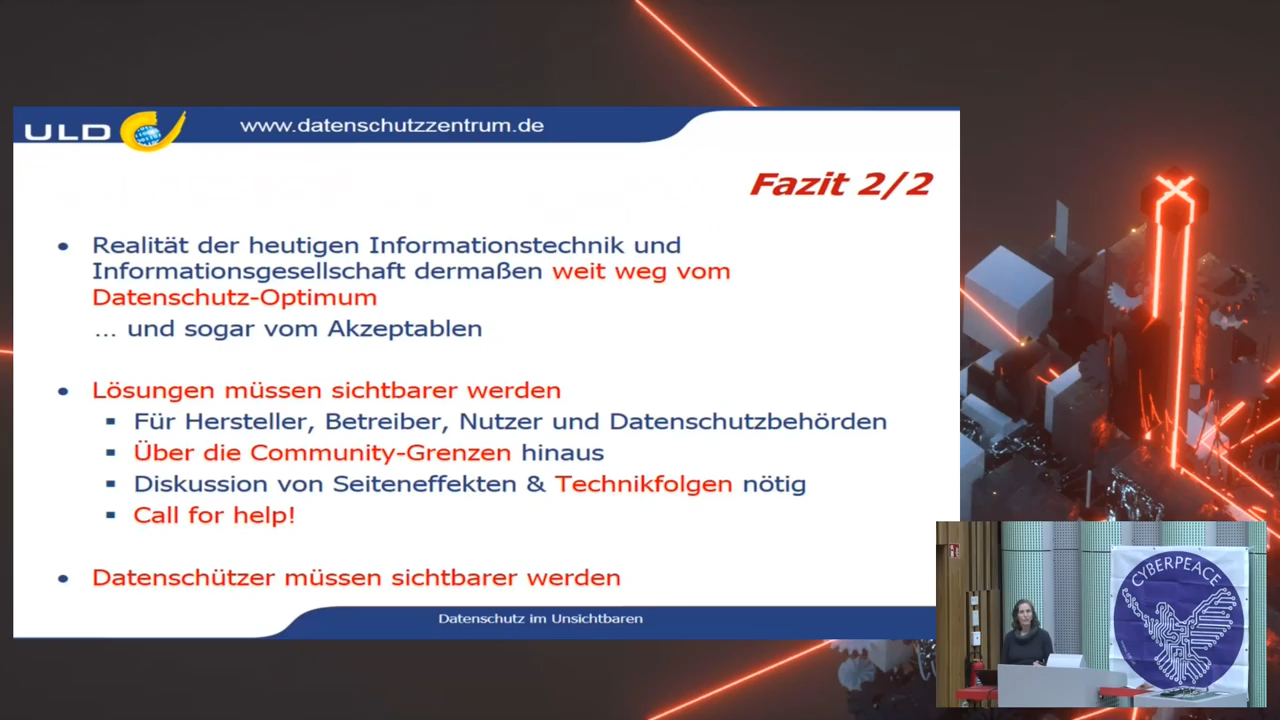 ULD
www.datenschutzzentrum.de
Fazit 2/2
• Realität der heutigen Informationstechnik und
Informationsgesellschaft dermaßen weit weg vom
Datenschutz-Optimum
... und sogar vom Akzeptablen
• Lösungen müssen sichtbarer werden
▪ Für Hersteller, Betreiber, Nutzer und Datenschutzbehörden
▪ Über die Community-Grenzen hinaus
▪ Diskussion von Seiteneffekten & Technikfolgen nötig
▪ Call for help!
• Datenschützer müssen sichtbarer werden
Datenschutz im Unsichtbaren
CYBERPEACE